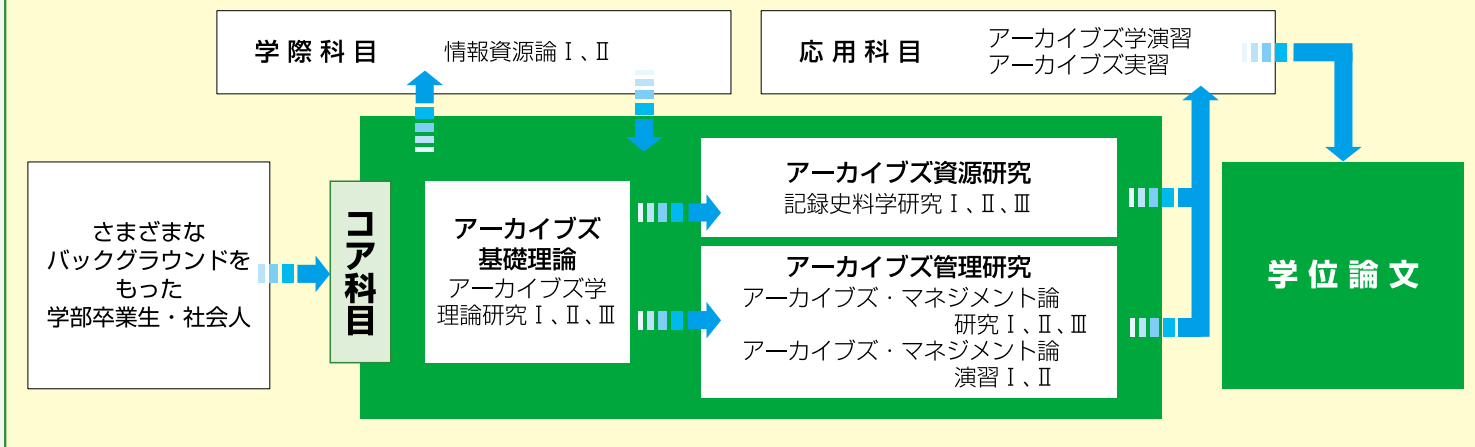 学際科目
情報資源論Ⅰ、Ⅱ
応用科目
アーカイブズ学演習
アーカイブズ実習
さまざまな
バックグラウンドを
もった
学部卒業生・社会人
コア科目
アーカイブズ
基礎理論
アーカイブズ学
理論研究Ⅰ、Ⅱ、Ⅲ
アーカイブズ資源研究
記録史料学研究Ⅰ、Ⅱ、Ⅲ
アーカイブズ管理研究
アーカイブズ・マネジメント論
研究Ⅰ、Ⅱ、Ⅲ
アーカイブズ・マネジメント論
演習Ⅰ、Ⅱ
学位論文